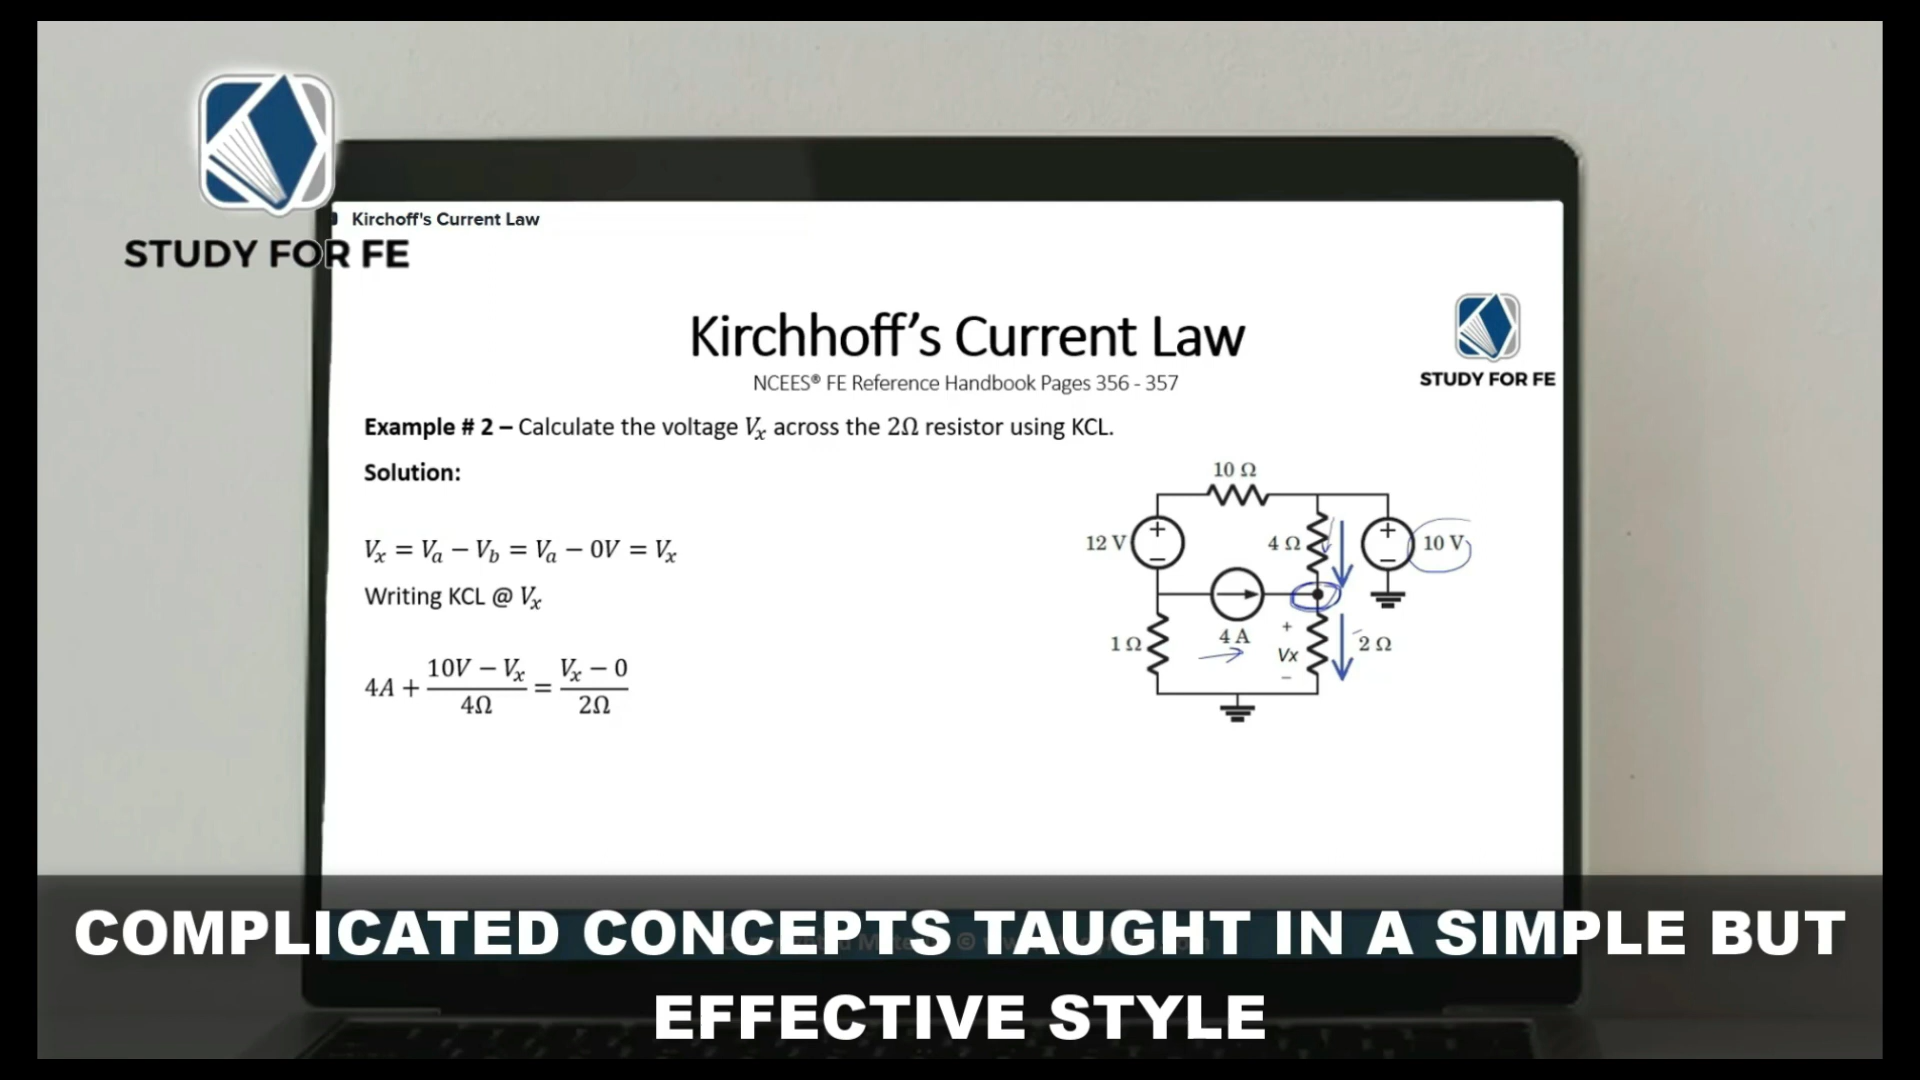 STUDY FOR FE
Kirchoff's Current Law
Kirchhoff's Current Law
NCEES® FE Reference Handbook Pages 356 - 357
STUDY FOR FE
Example # 2 – Calculate the voltage Vx across the 2Ω resistor using KCL.
Solution:
Vx = Va − Vb = Va − 0V = Vx
Writing KCL @ Vx
4A + (10V − Vx)/4Ω = (Vx − 0)/2Ω
10 Ω
12 V
+
−
4 Ω
+
−
10 V
1 Ω
4 A
+
Vx
−
2 Ω
COMPLICATED CONCEPTS TAUGHT IN A SIMPLE BUT
EFFECTIVE STYLE